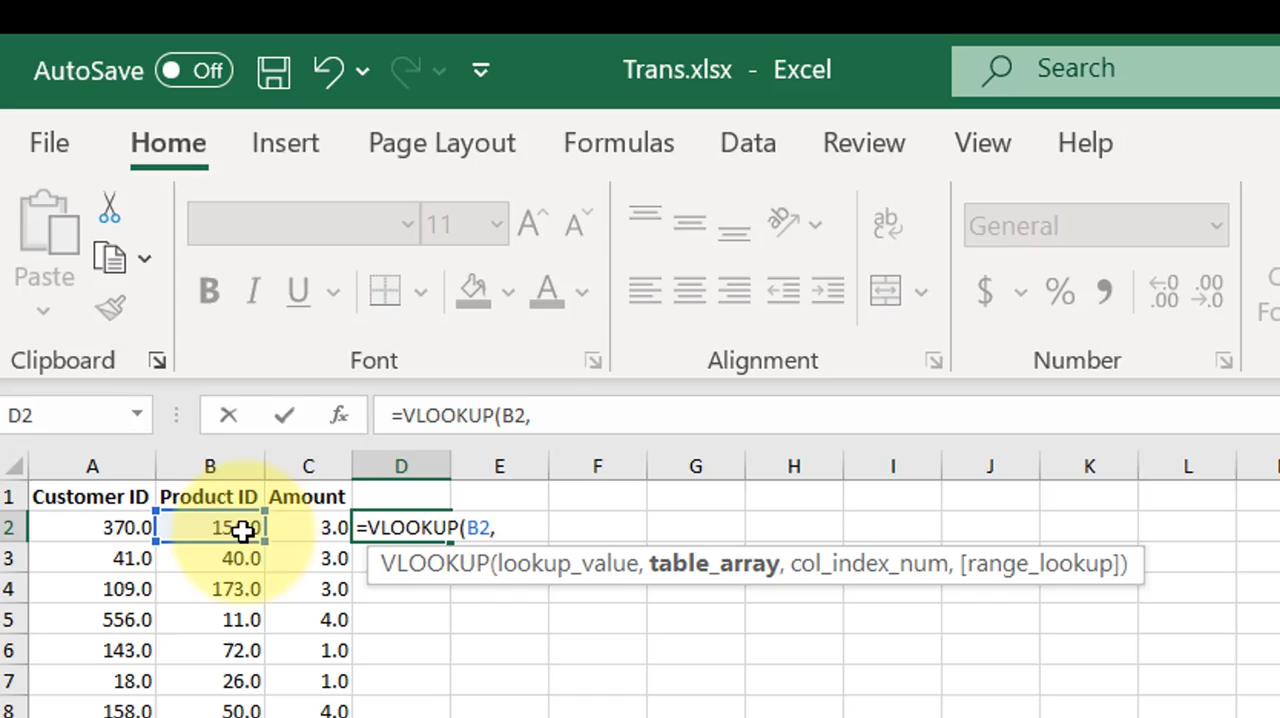 AutoSave Off Trans.xlsx - Excel Search
File Home Insert Page Layout Formulas Data Review View Help
11 General
Paste B I U $ % 9
Clipboard Font Alignment Number
D2 fx =VLOOKUP(B2,
A B C D E F G H I J K L
1 Customer ID Product ID Amount
2 370.0 3.0 =VLOOKUP(B2,
3 41.0 40.0 3.0
VLOOKUP(lookup_value, table_array, col_index_num, [range_lookup])
4 109.0 173.0 3.0
5 556.0 11.0 4.0
6 143.0 72.0 1.0
7 18.0 26.0 1.0
8 158.0 50.0 4.0